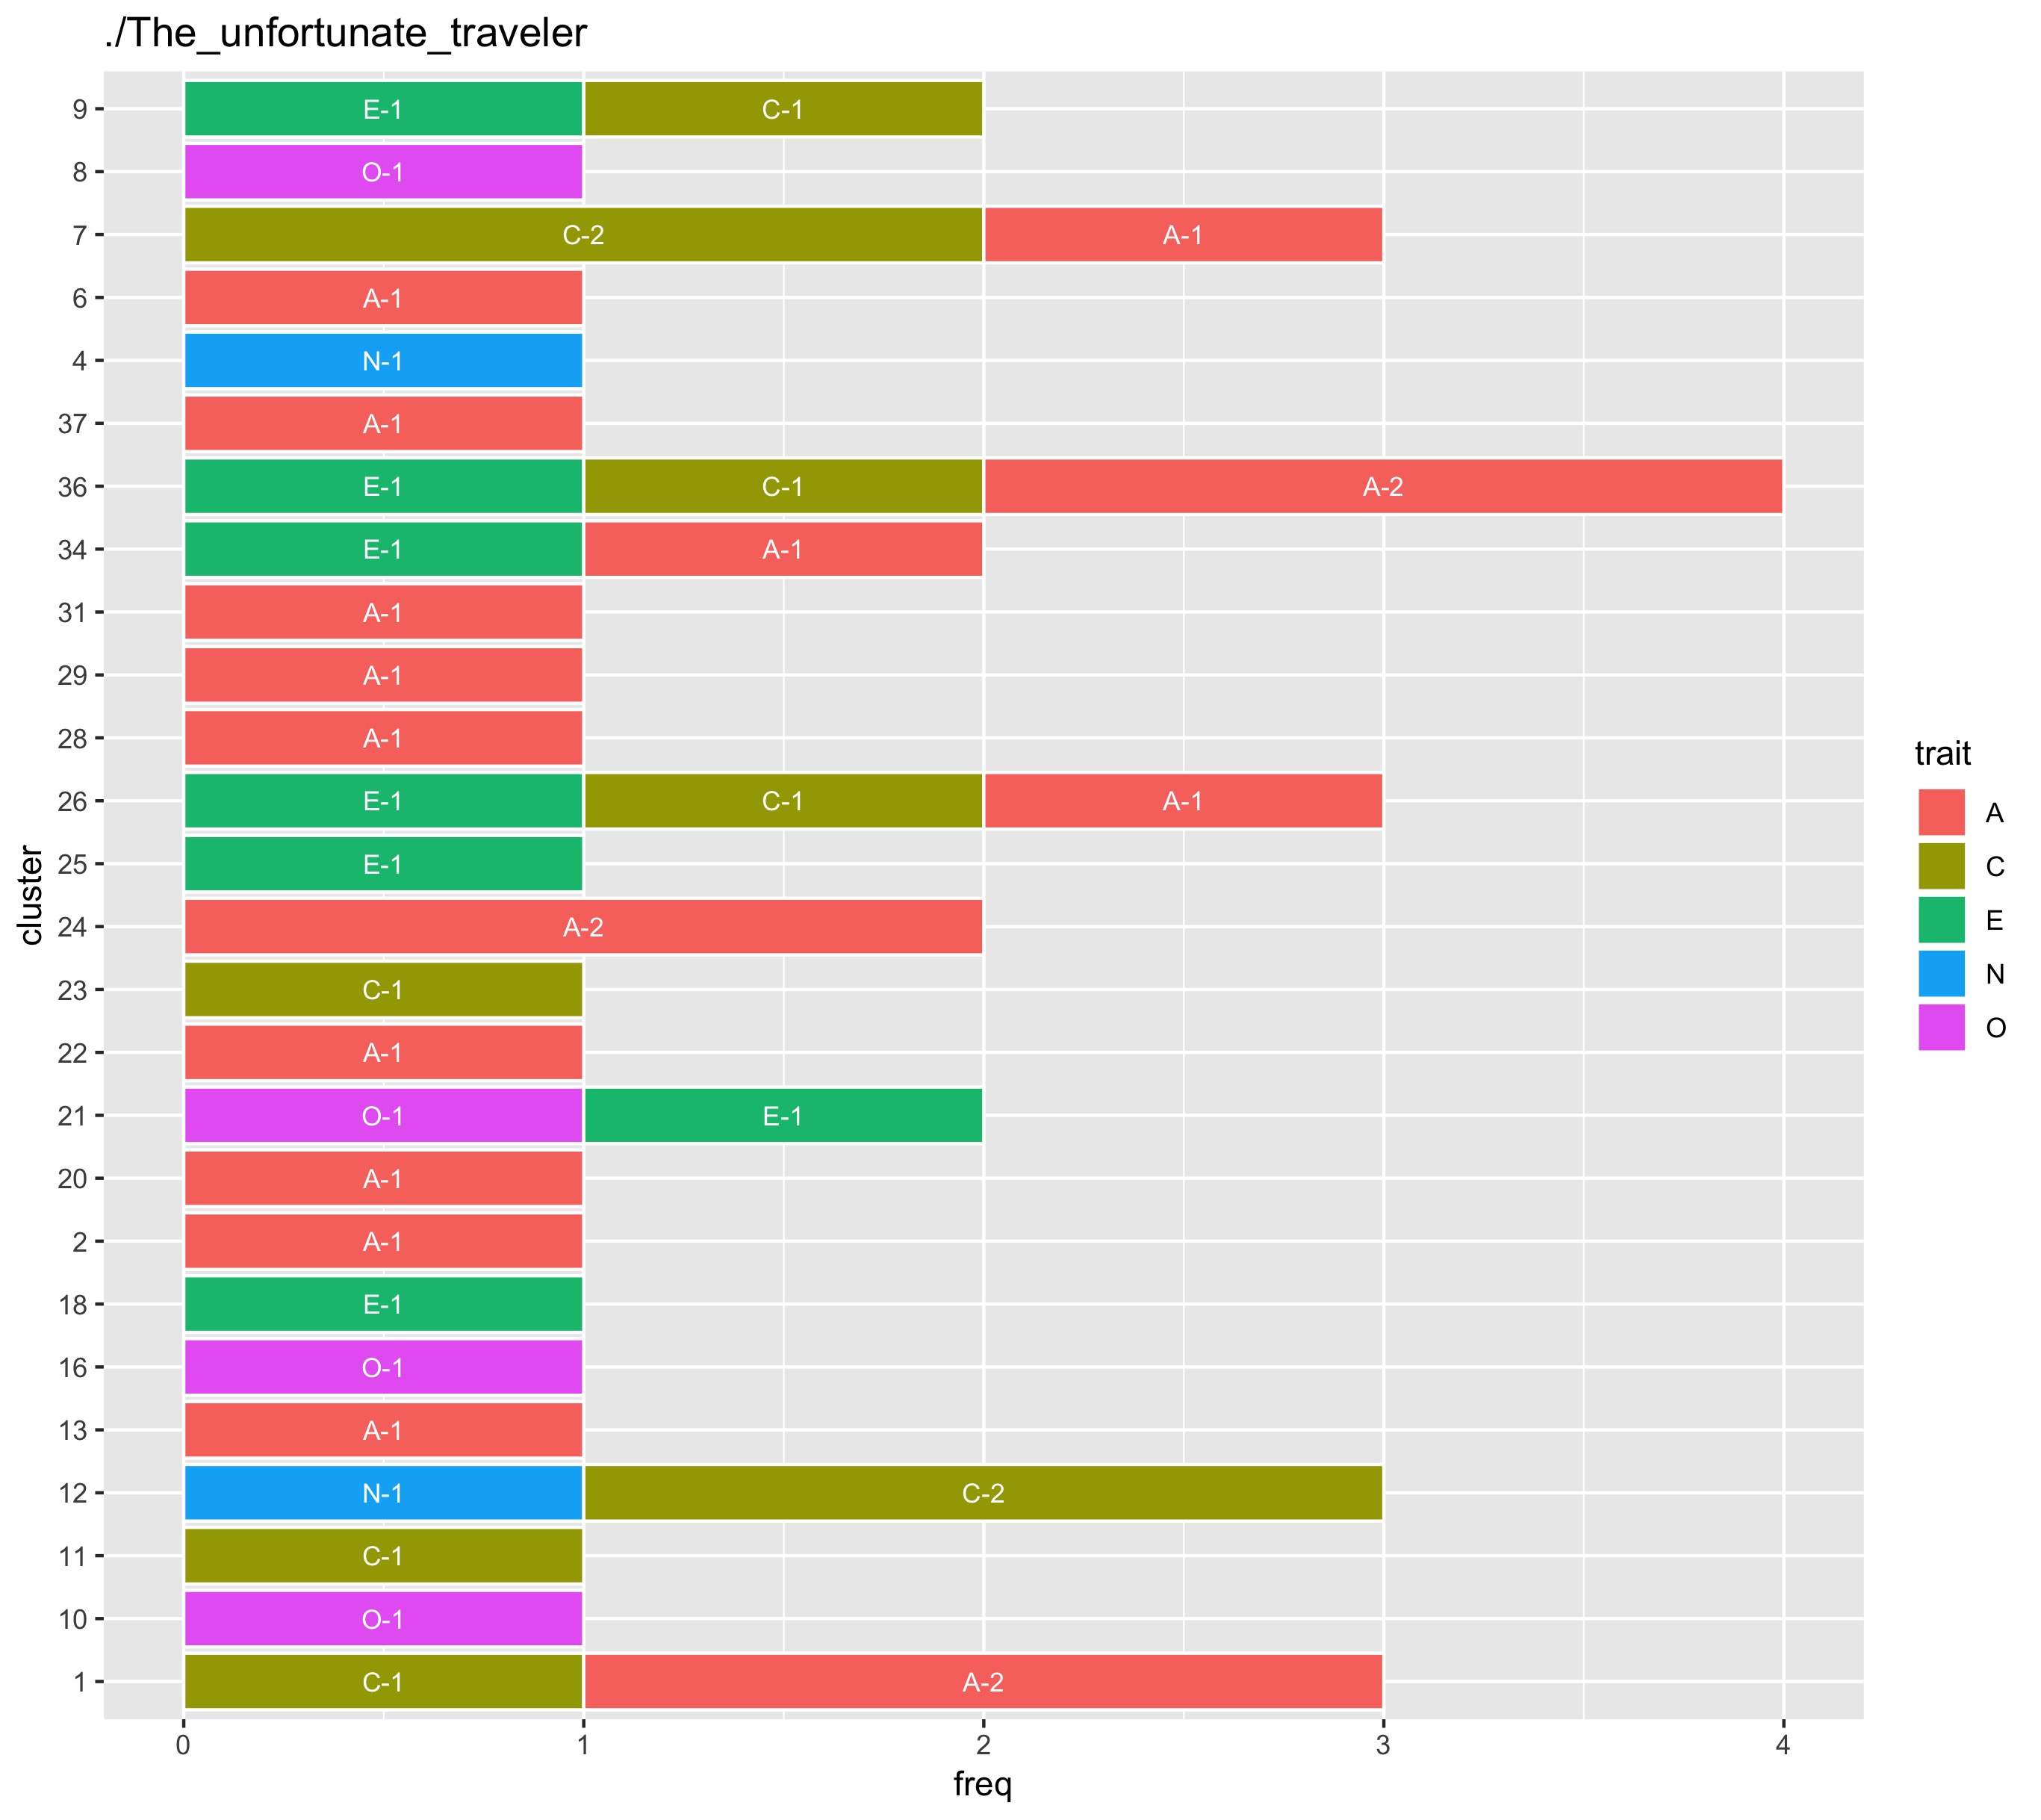 ./The_unfortunate_traveler
9 E-1 C-1
8 O-1
7 C-2 A-1
6 A-1
4 N-1
37 A-1
36 E-1 C-1 A-2
34 E-1 A-1
31 A-1
29 A-1
28 A-1
26 E-1 C-1 A-1
25 E-1
24 A-2
23 C-1
22 A-1
21 O-1 E-1
20 A-1
2 A-1
18 E-1
16 O-1
13 A-1
12 N-1 C-2
11 C-1
10 O-1
1 C-1 A-2
0 1 2 3 4
freq
cluster
trait
A
C
E
N
O